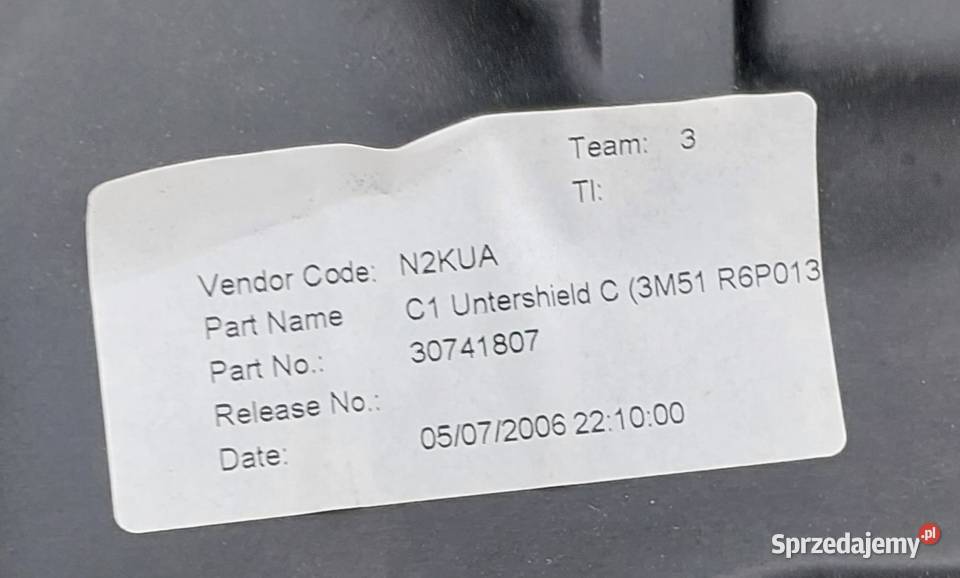 Team: 3
TI:
Vendor Code: N2KUA
Part Name C1 Untershield C (3M51 R6P013
Part No.: 30741807
Release No.:
Date: 05/07/2006 22:10:00
Sprzedajemy.pl